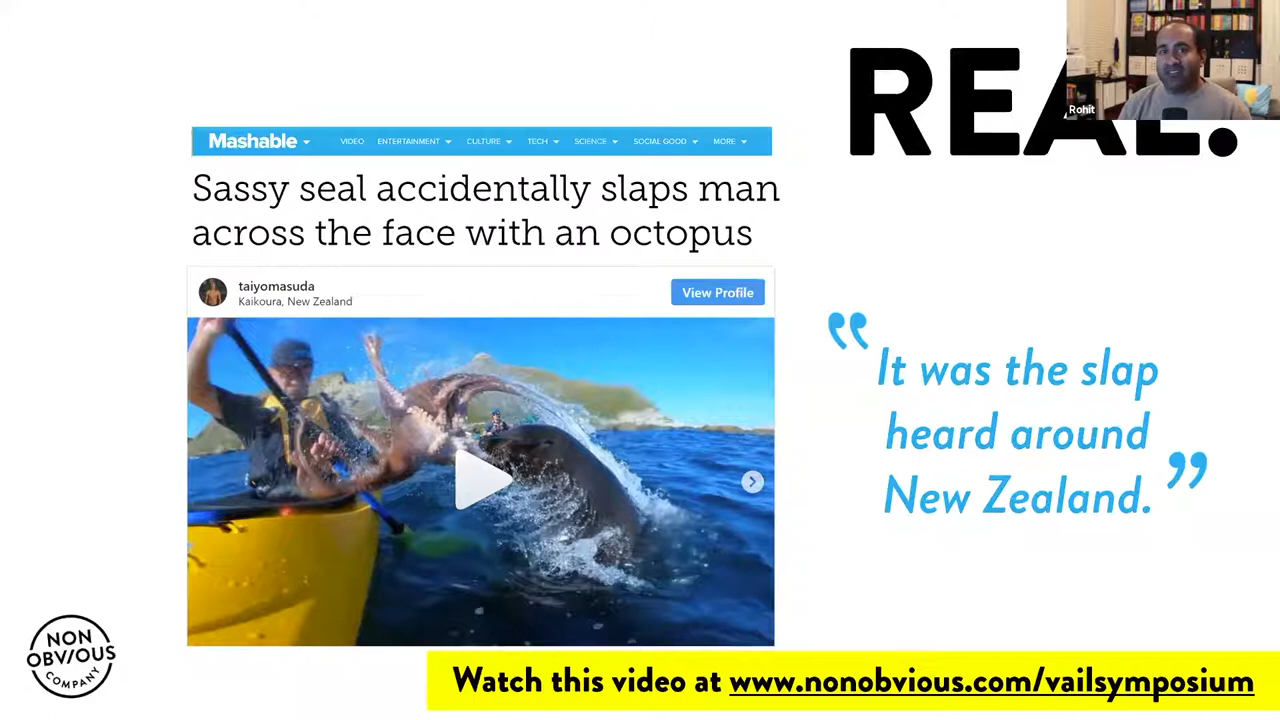 REAL.
Rohit
Mashable
VIDEO ENTERTAINMENT CULTURE TECH SCIENCE SOCIAL GOOD MORE
Sassy seal accidentally slaps man
across the face with an octopus
taiyomasuda
Kaikoura, New Zealand
View Profile
“It was the slap
heard around
New Zealand.”
NON
OBVIOUS
COMPANY
Watch this video at www.nonobvious.com/vailsymposium